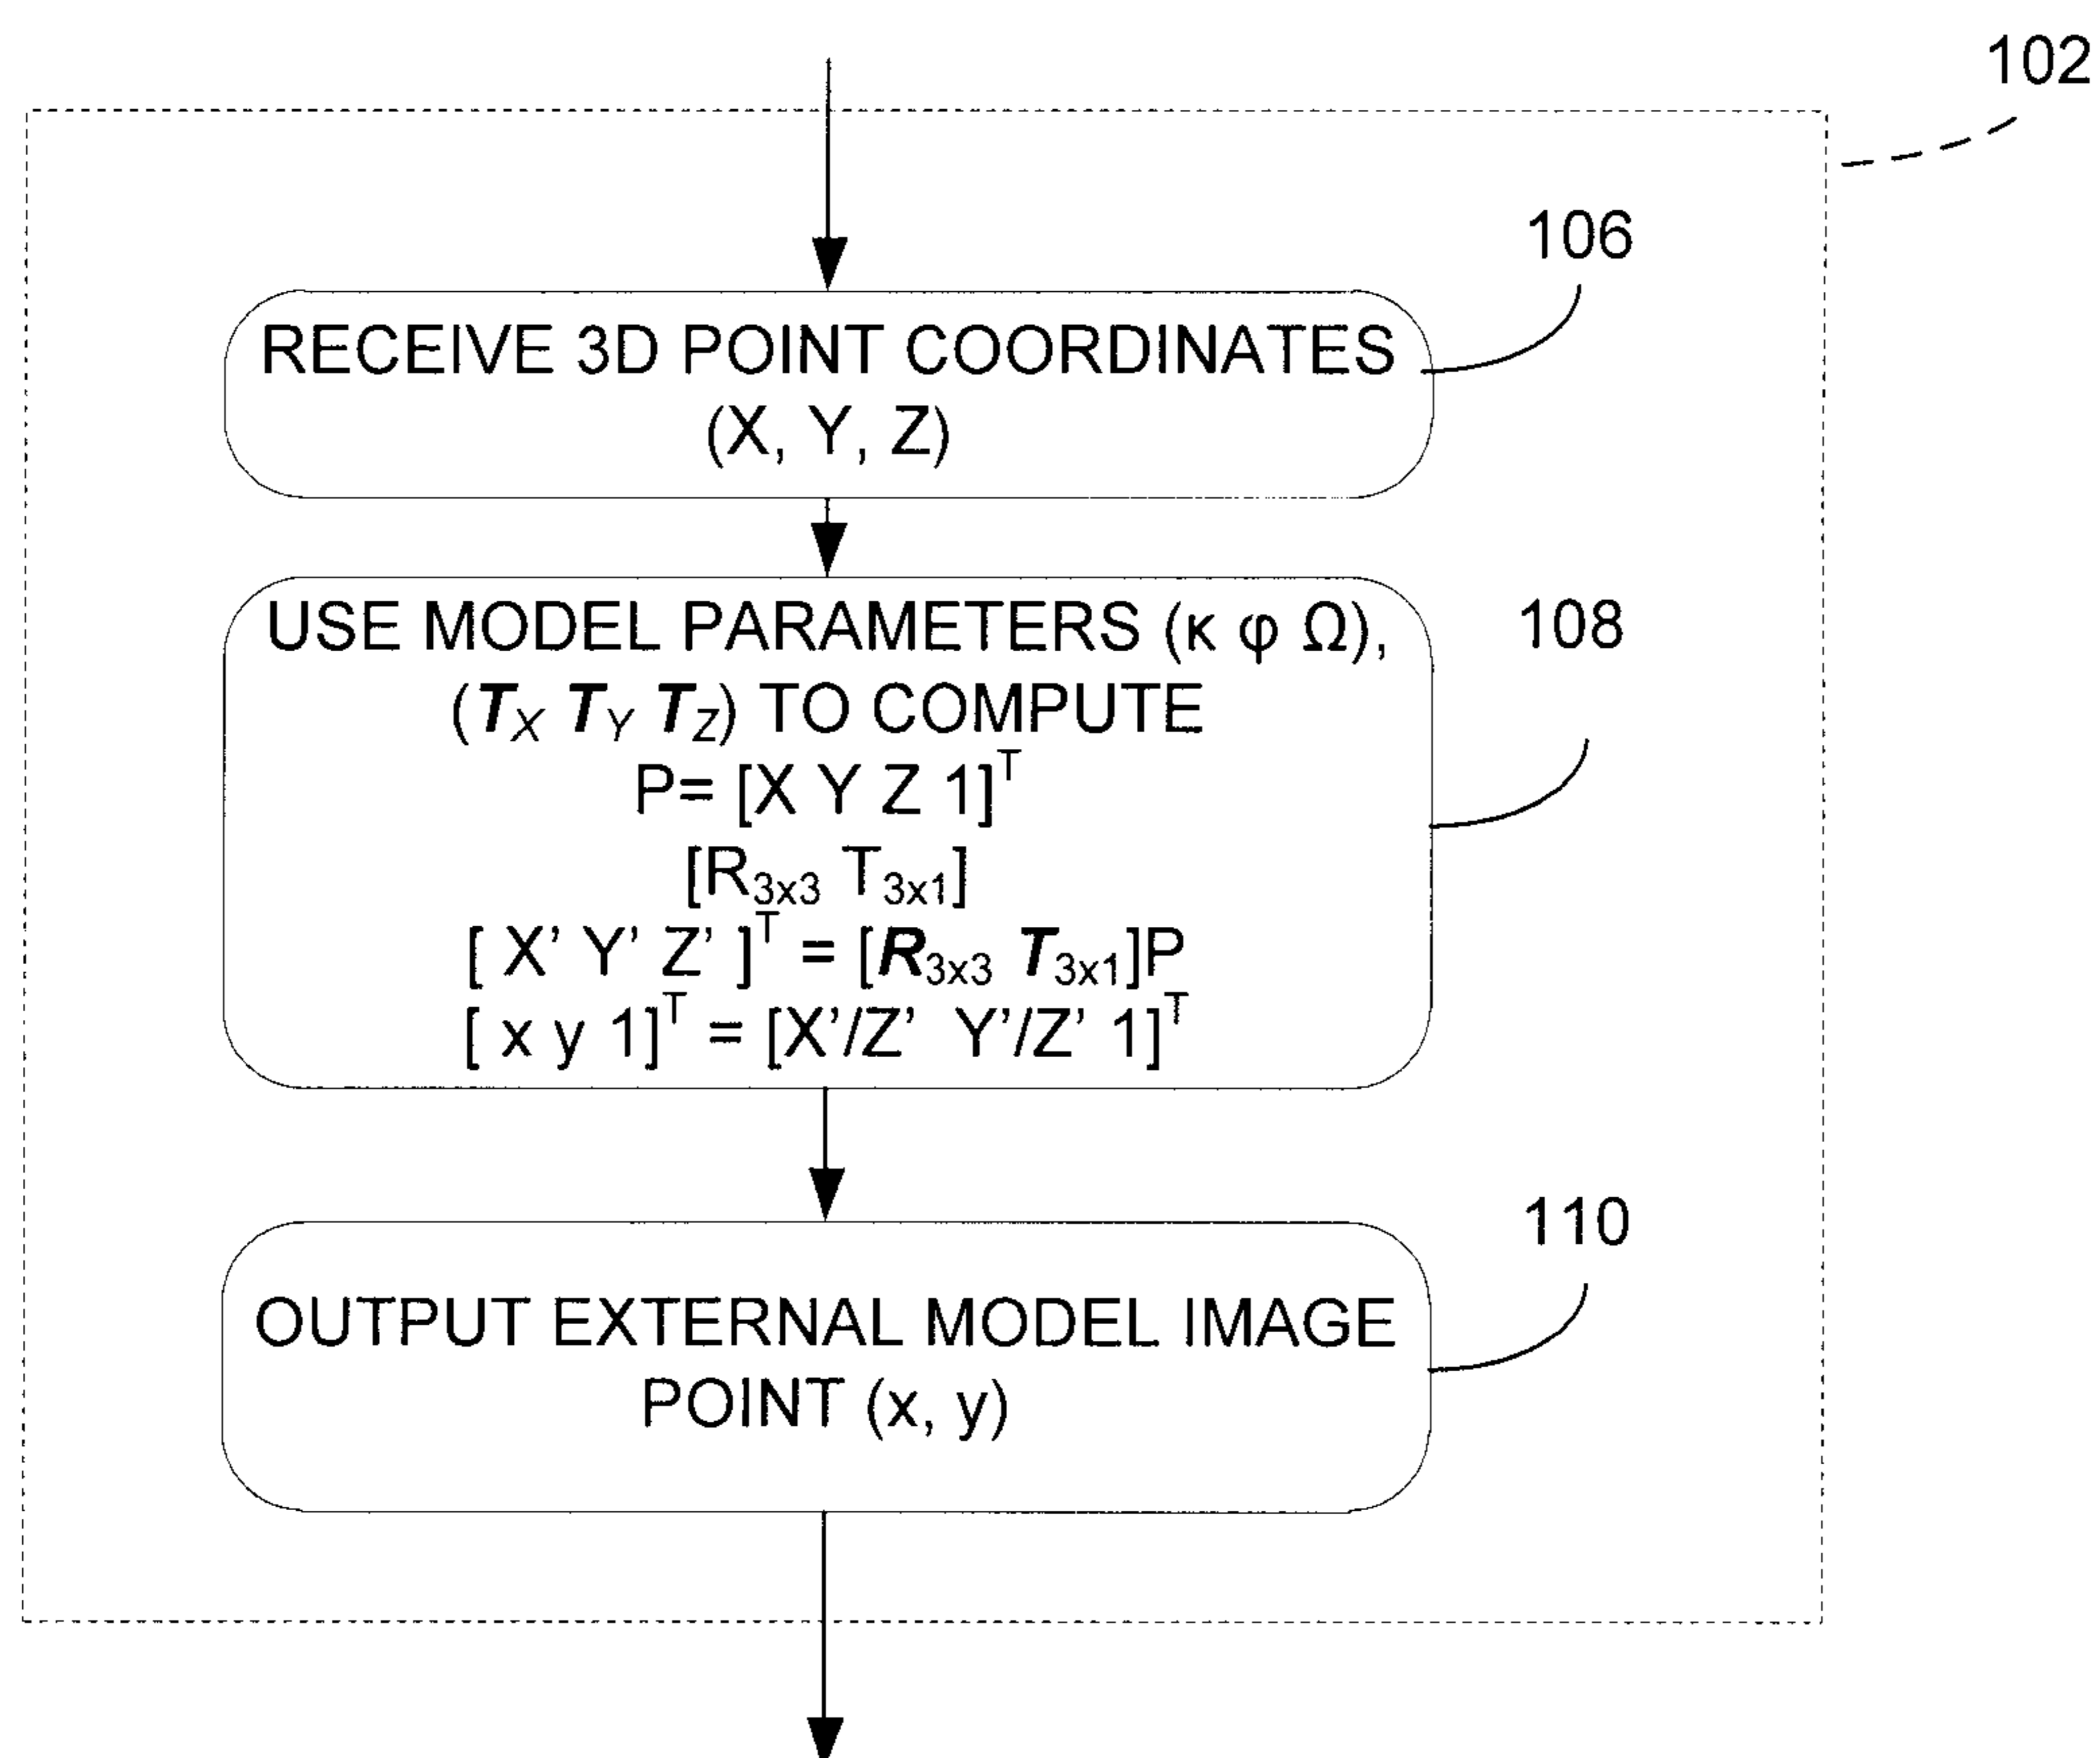 102
106
RECEIVE 3D POINT COORDINATES
(X, Y, Z)
USE MODEL PARAMETERS (κ φ Ω),
108
(T_X T_Y T_Z) TO COMPUTE
P= [X Y Z 1]^T
[R_3x3 T_3x1]
[ X' Y' Z' ]^T = [R_3x3 T_3x1]P
[ x y 1]^T = [X'/Z' Y'/Z' 1]^T
110
OUTPUT EXTERNAL MODEL IMAGE
POINT (x, y)